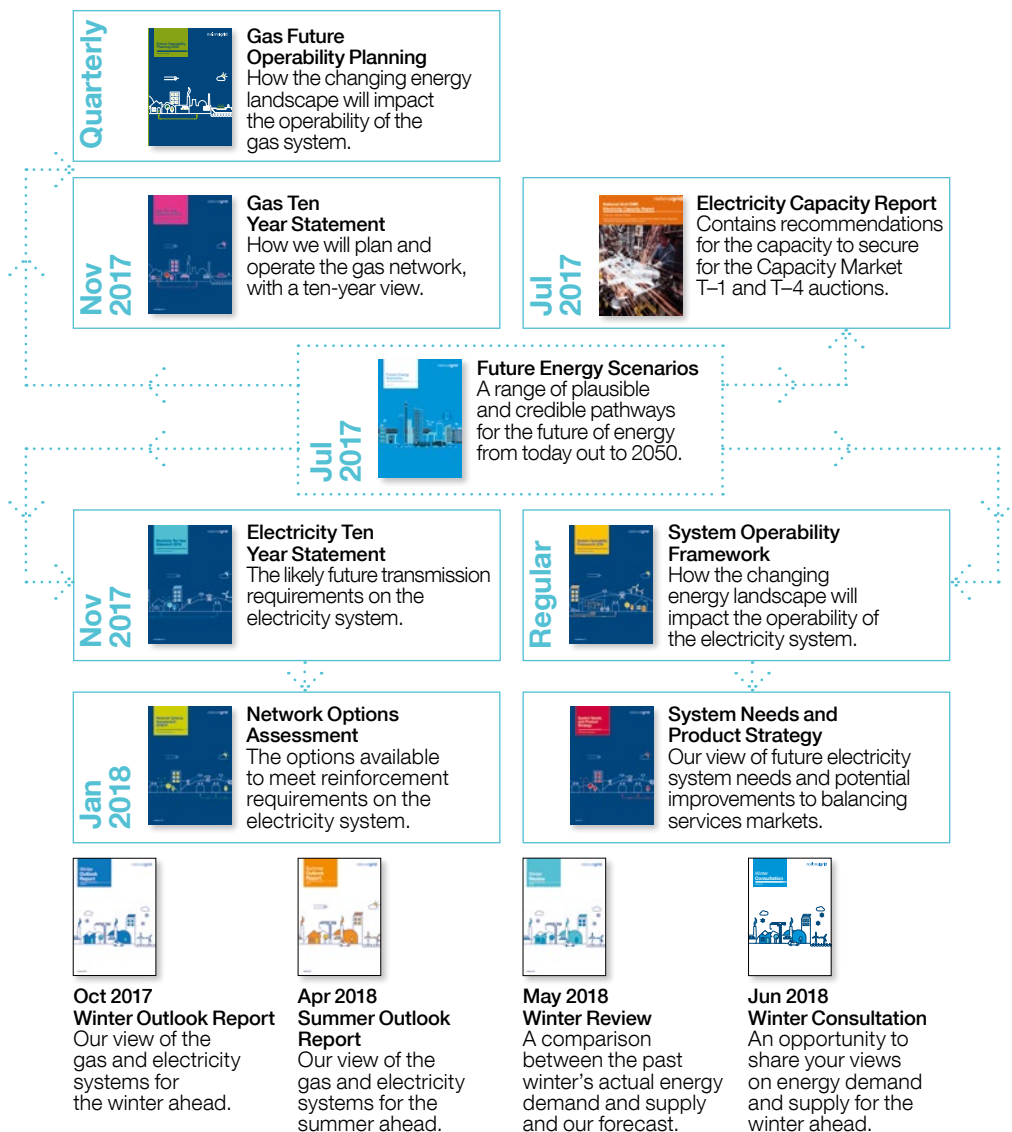 Quarterly
Gas Future
Operability Planning
How the changing energy
landscape will impact
the operability of the
gas system.
Nov
2017
Gas Ten
Year Statement
How we will plan and
operate the gas network,
with a ten-year view.
Jul
2017
Electricity Capacity Report
Contains recommendations
for the capacity to secure
for the Capacity Market
T–1 and T–4 auctions.
Jul
2017
Future Energy Scenarios
A range of plausible
and credible pathways
for the future of energy
from today out to 2050.
Nov
2017
Electricity Ten
Year Statement
The likely future transmission
requirements on the
electricity system.
Regular
System Operability
Framework
How the changing
energy landscape will
impact the operability of
the electricity system.
Jan
2018
Network Options
Assessment
The options available
to meet reinforcement
requirements on the
electricity system.
System Needs and
Product Strategy
Our view of future electricity
system needs and potential
improvements to balancing
services markets.
Winter
Outlook
Report
Oct 2017
Winter Outlook Report
Our view of the
gas and electricity
systems for
the winter ahead.
Summer
Outlook
Report
Apr 2018
Summer Outlook
Report
Our view of the
gas and electricity
systems for the
summer ahead.
Winter
Review
May 2018
Winter Review
A comparison
between the past
winter's actual energy
demand and supply
and our forecast.
Winter
Consultation
Jun 2018
Winter Consultation
An opportunity to
share your views
on energy demand
and supply for the
winter ahead.